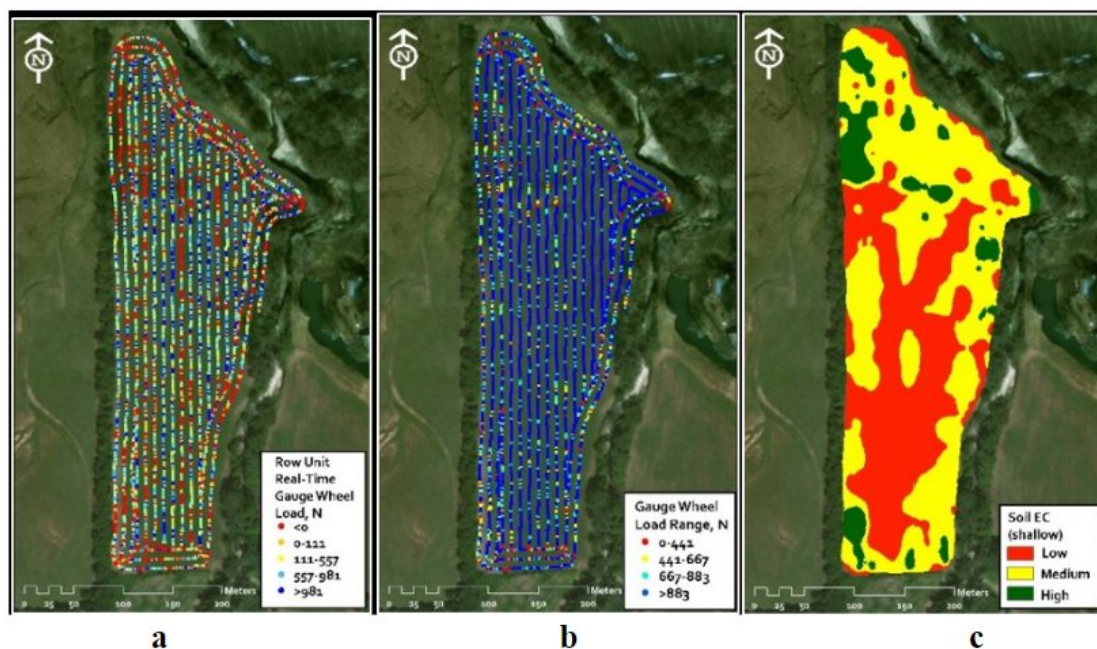 N
Row Unit
Real-Time
Gauge Wheel
Load, N
<0
0-111
111-557
557-981
>981
0 25 50 100 150 200
Meters
N
Gauge Wheel
Load Range, N
0-441
441-667
667-883
>883
0 25 50 100 150 200
Meters
N
Soil EC
(shallow)
Low
Medium
High
0 25 50 100 150 200
Meters
a b c